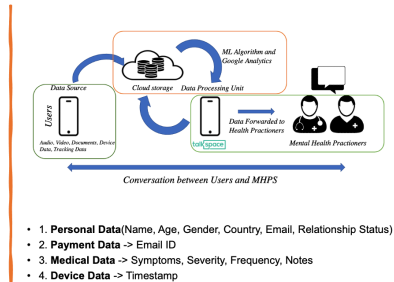 ML Algorithm and
Google Analytics
Data Source
Cloud storage
Data Processing Unit
Users
Audio, Video, Documents, Device
Data, Tracking Data
talkspace
Data Forwarded to
Health Practioners
Mental Health Practioners
Conversation between Users and MHPS
• 1. Personal Data(Name, Age, Gender, Country, Email, Relationship Status)
• 2. Payment Data -> Email ID
• 3. Medical Data -> Symptoms, Severity, Frequency, Notes
• 4. Device Data -> Timestamp